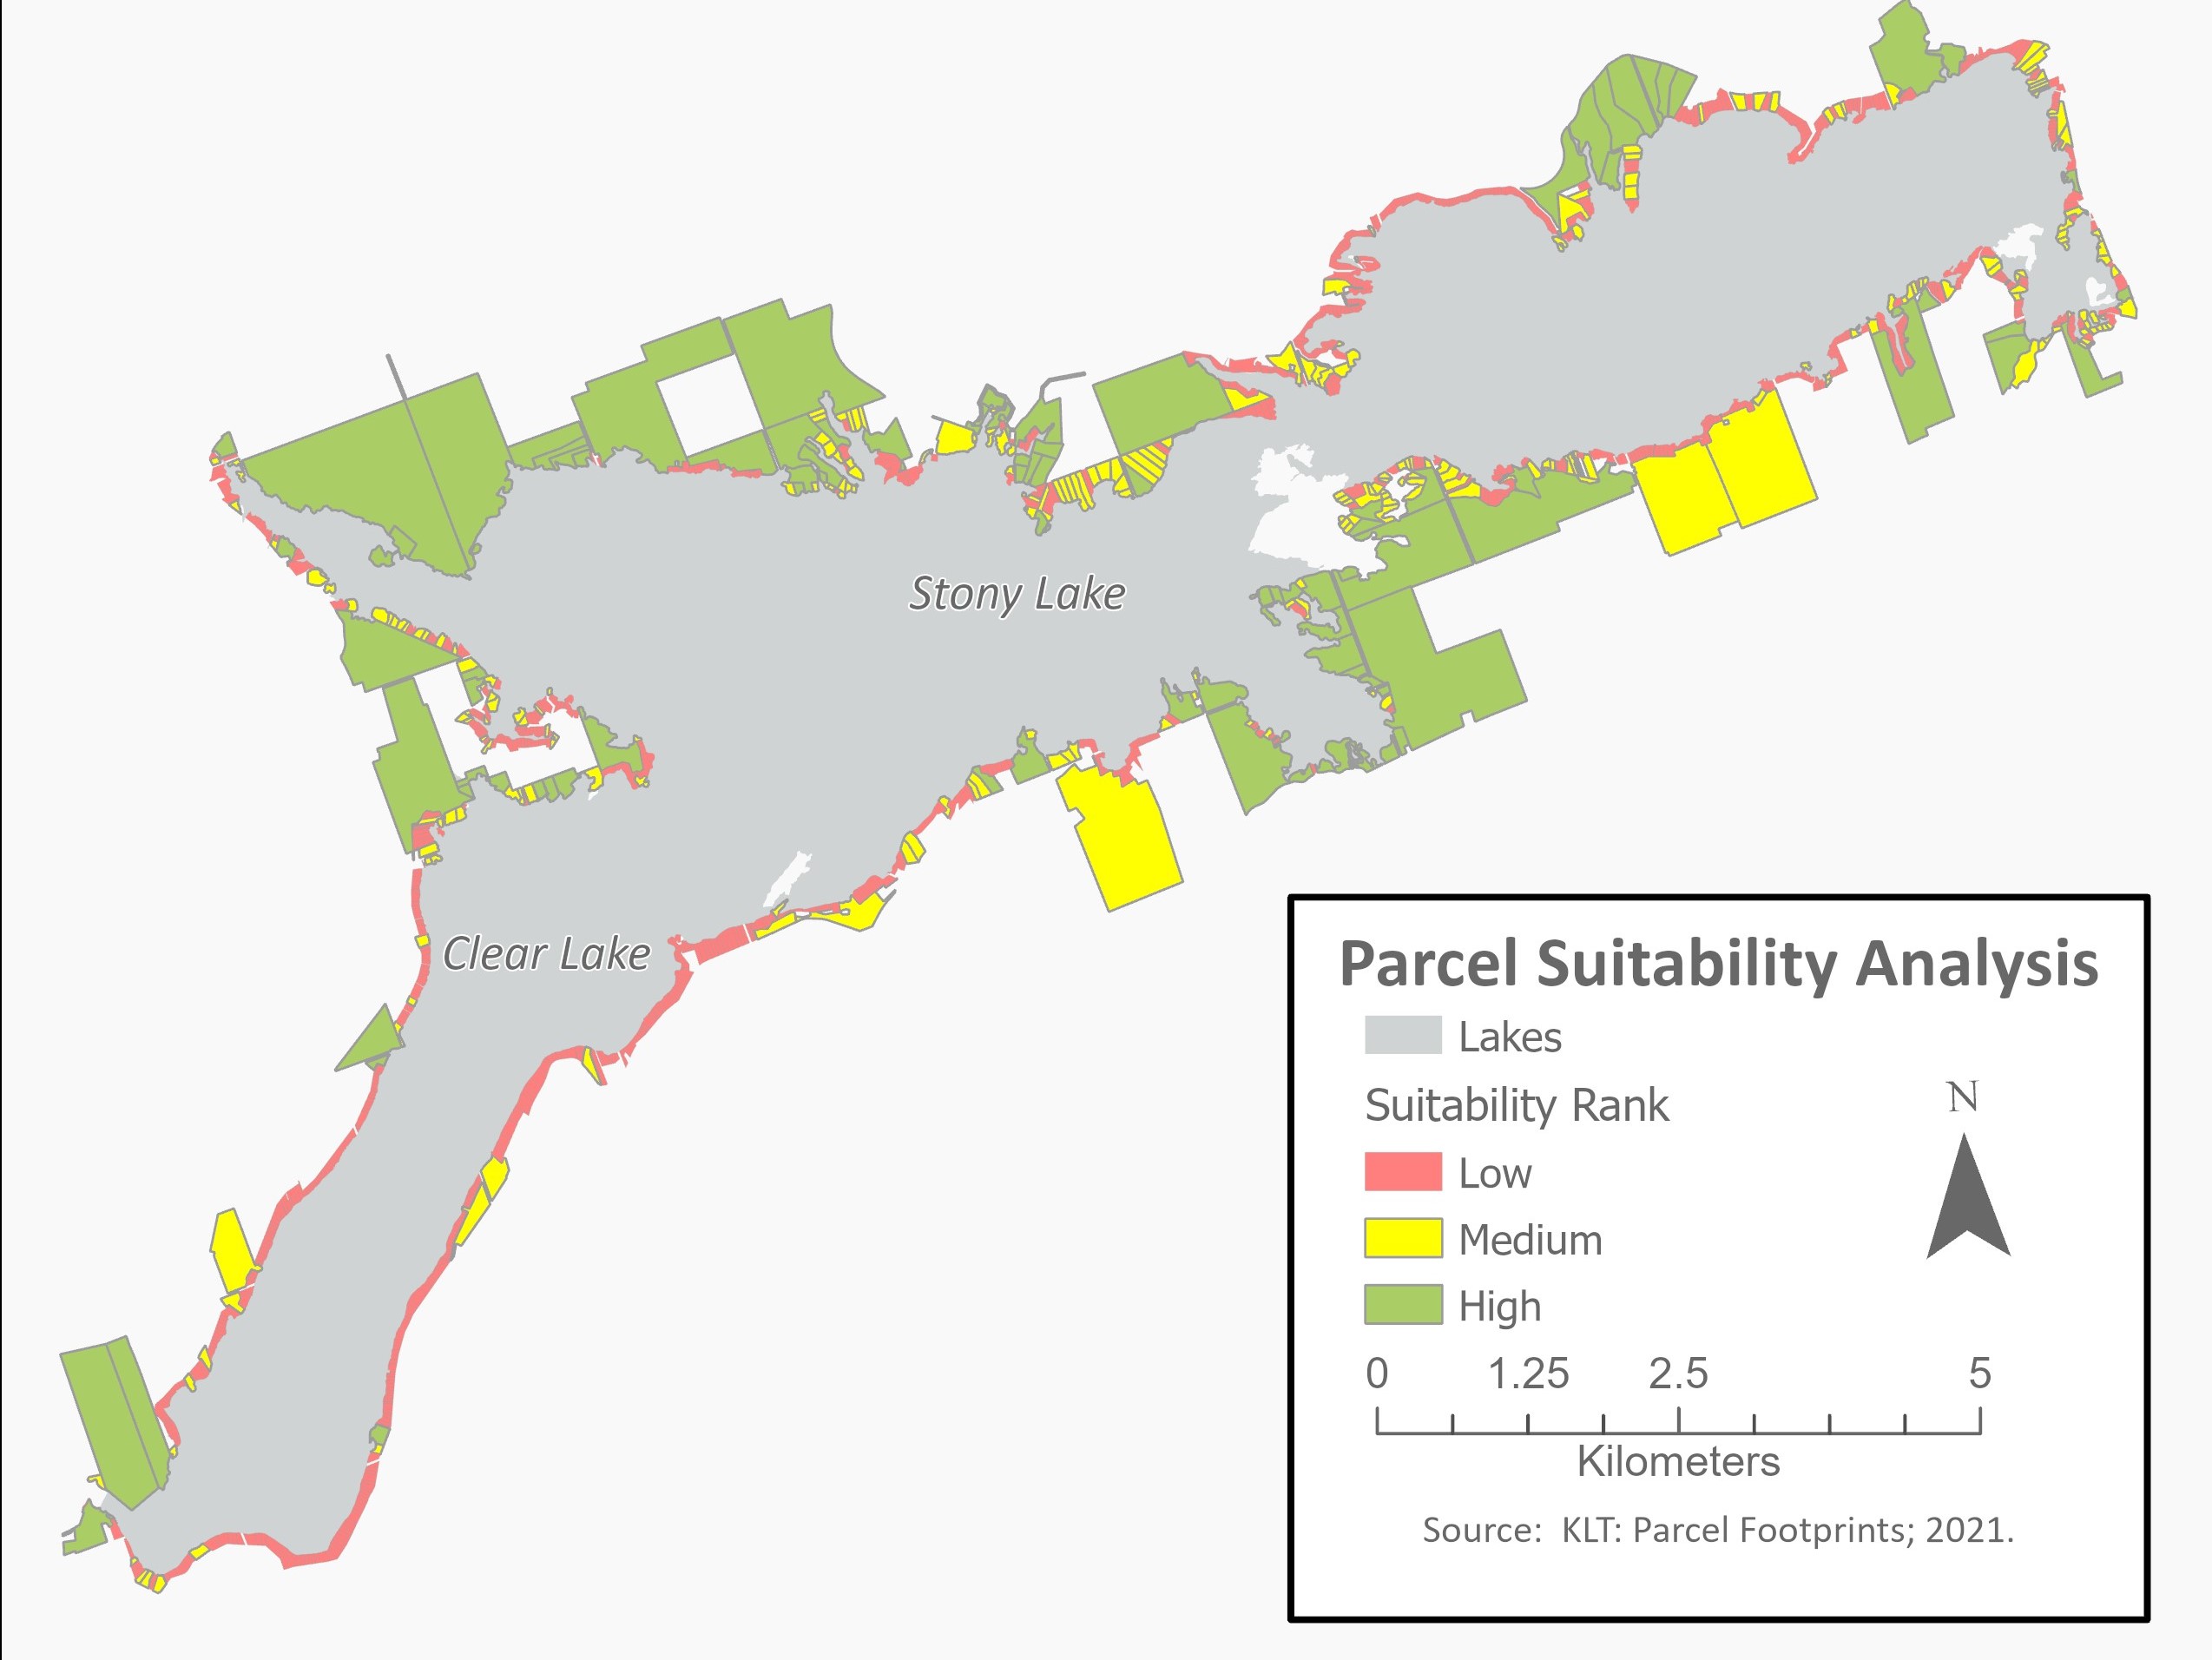 Stony Lake
Clear Lake
Parcel Suitability Analysis
Lakes
Suitability Rank
N
Low
Medium
High
0 1.25 2.5 5
Kilometers
Source: KLT: Parcel Footprints; 2021.